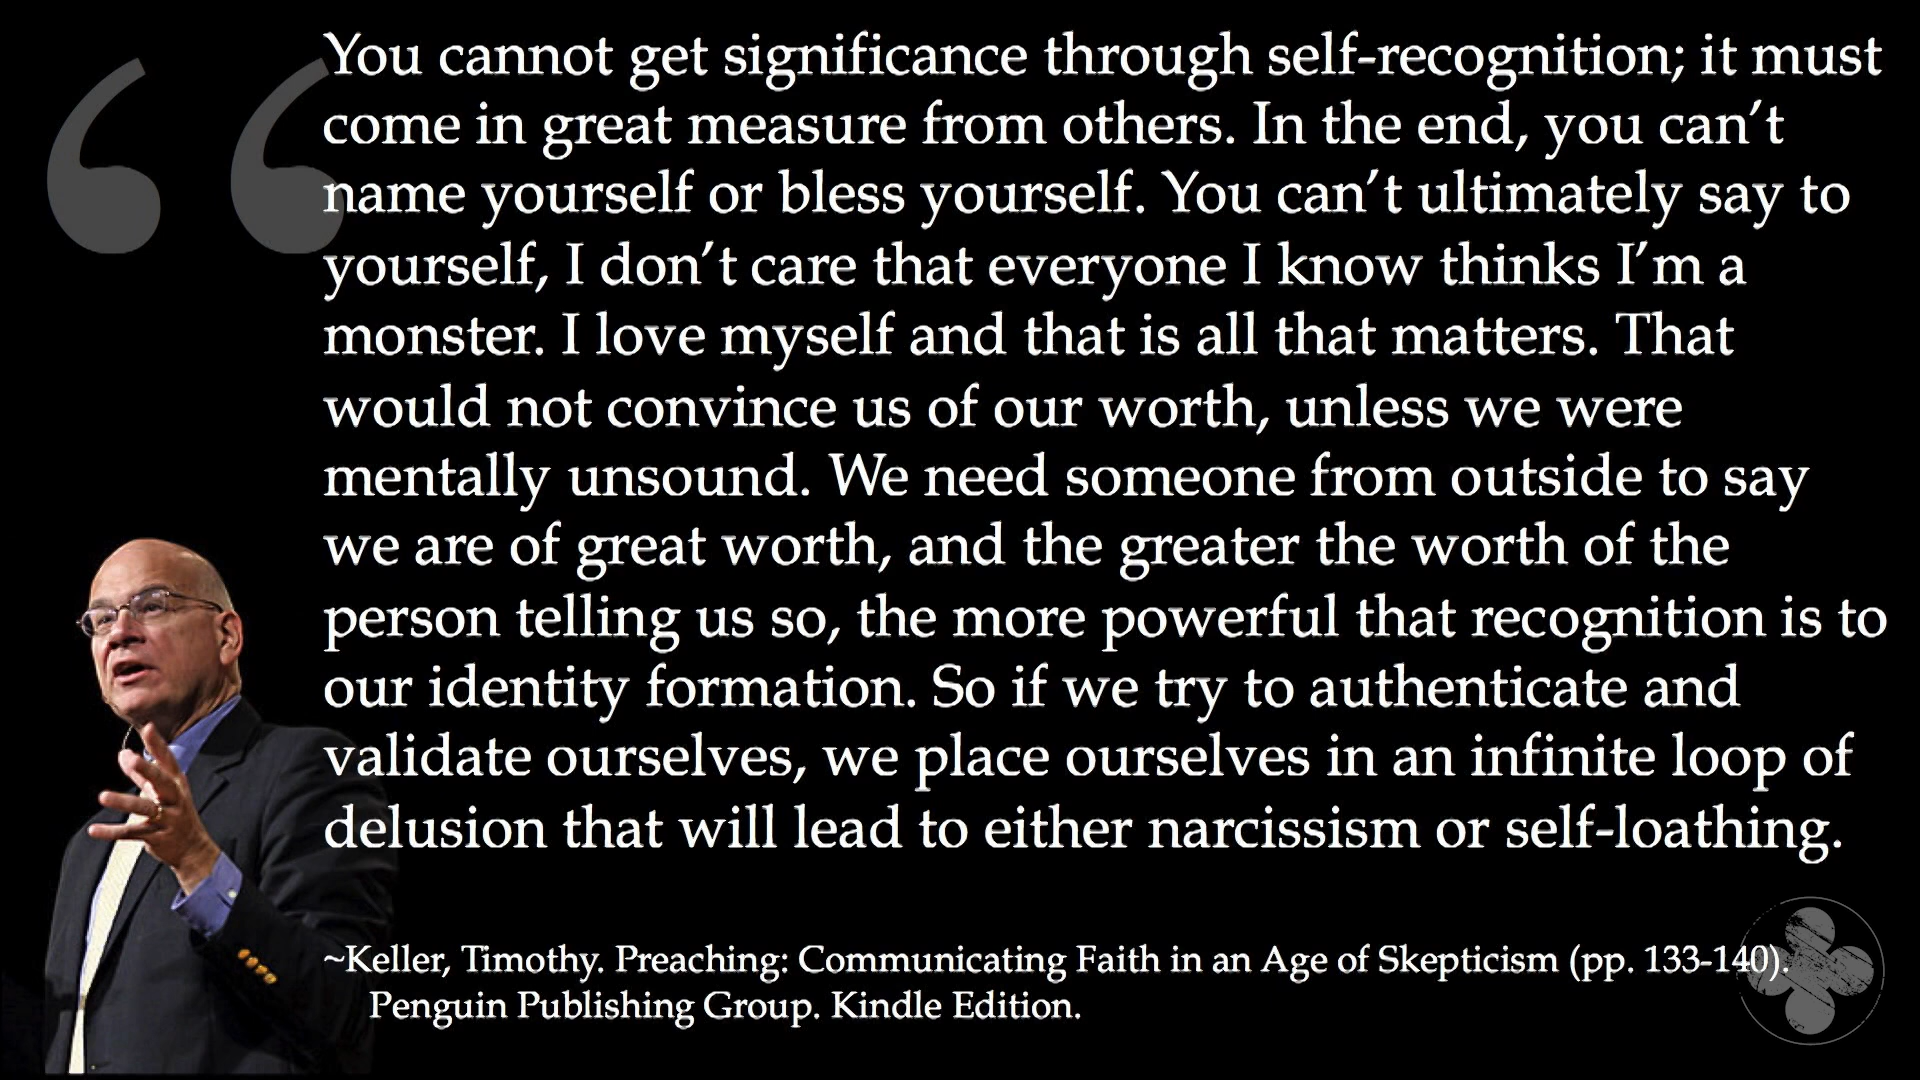 You cannot get significance through self-recognition; it must
come in great measure from others. In the end, you can’t
name yourself or bless yourself. You can’t ultimately say to
yourself, I don’t care that everyone I know thinks I’m a
monster. I love myself and that is all that matters. That
would not convince us of our worth, unless we were
mentally unsound. We need someone from outside to say
we are of great worth, and the greater the worth of the
person telling us so, the more powerful that recognition is to
our identity formation. So if we try to authenticate and
validate ourselves, we place ourselves in an infinite loop of
delusion that will lead to either narcissism or self-loathing.
~Keller, Timothy. Preaching: Communicating Faith in an Age of Skepticism (pp. 133-140).
Penguin Publishing Group. Kindle Edition.